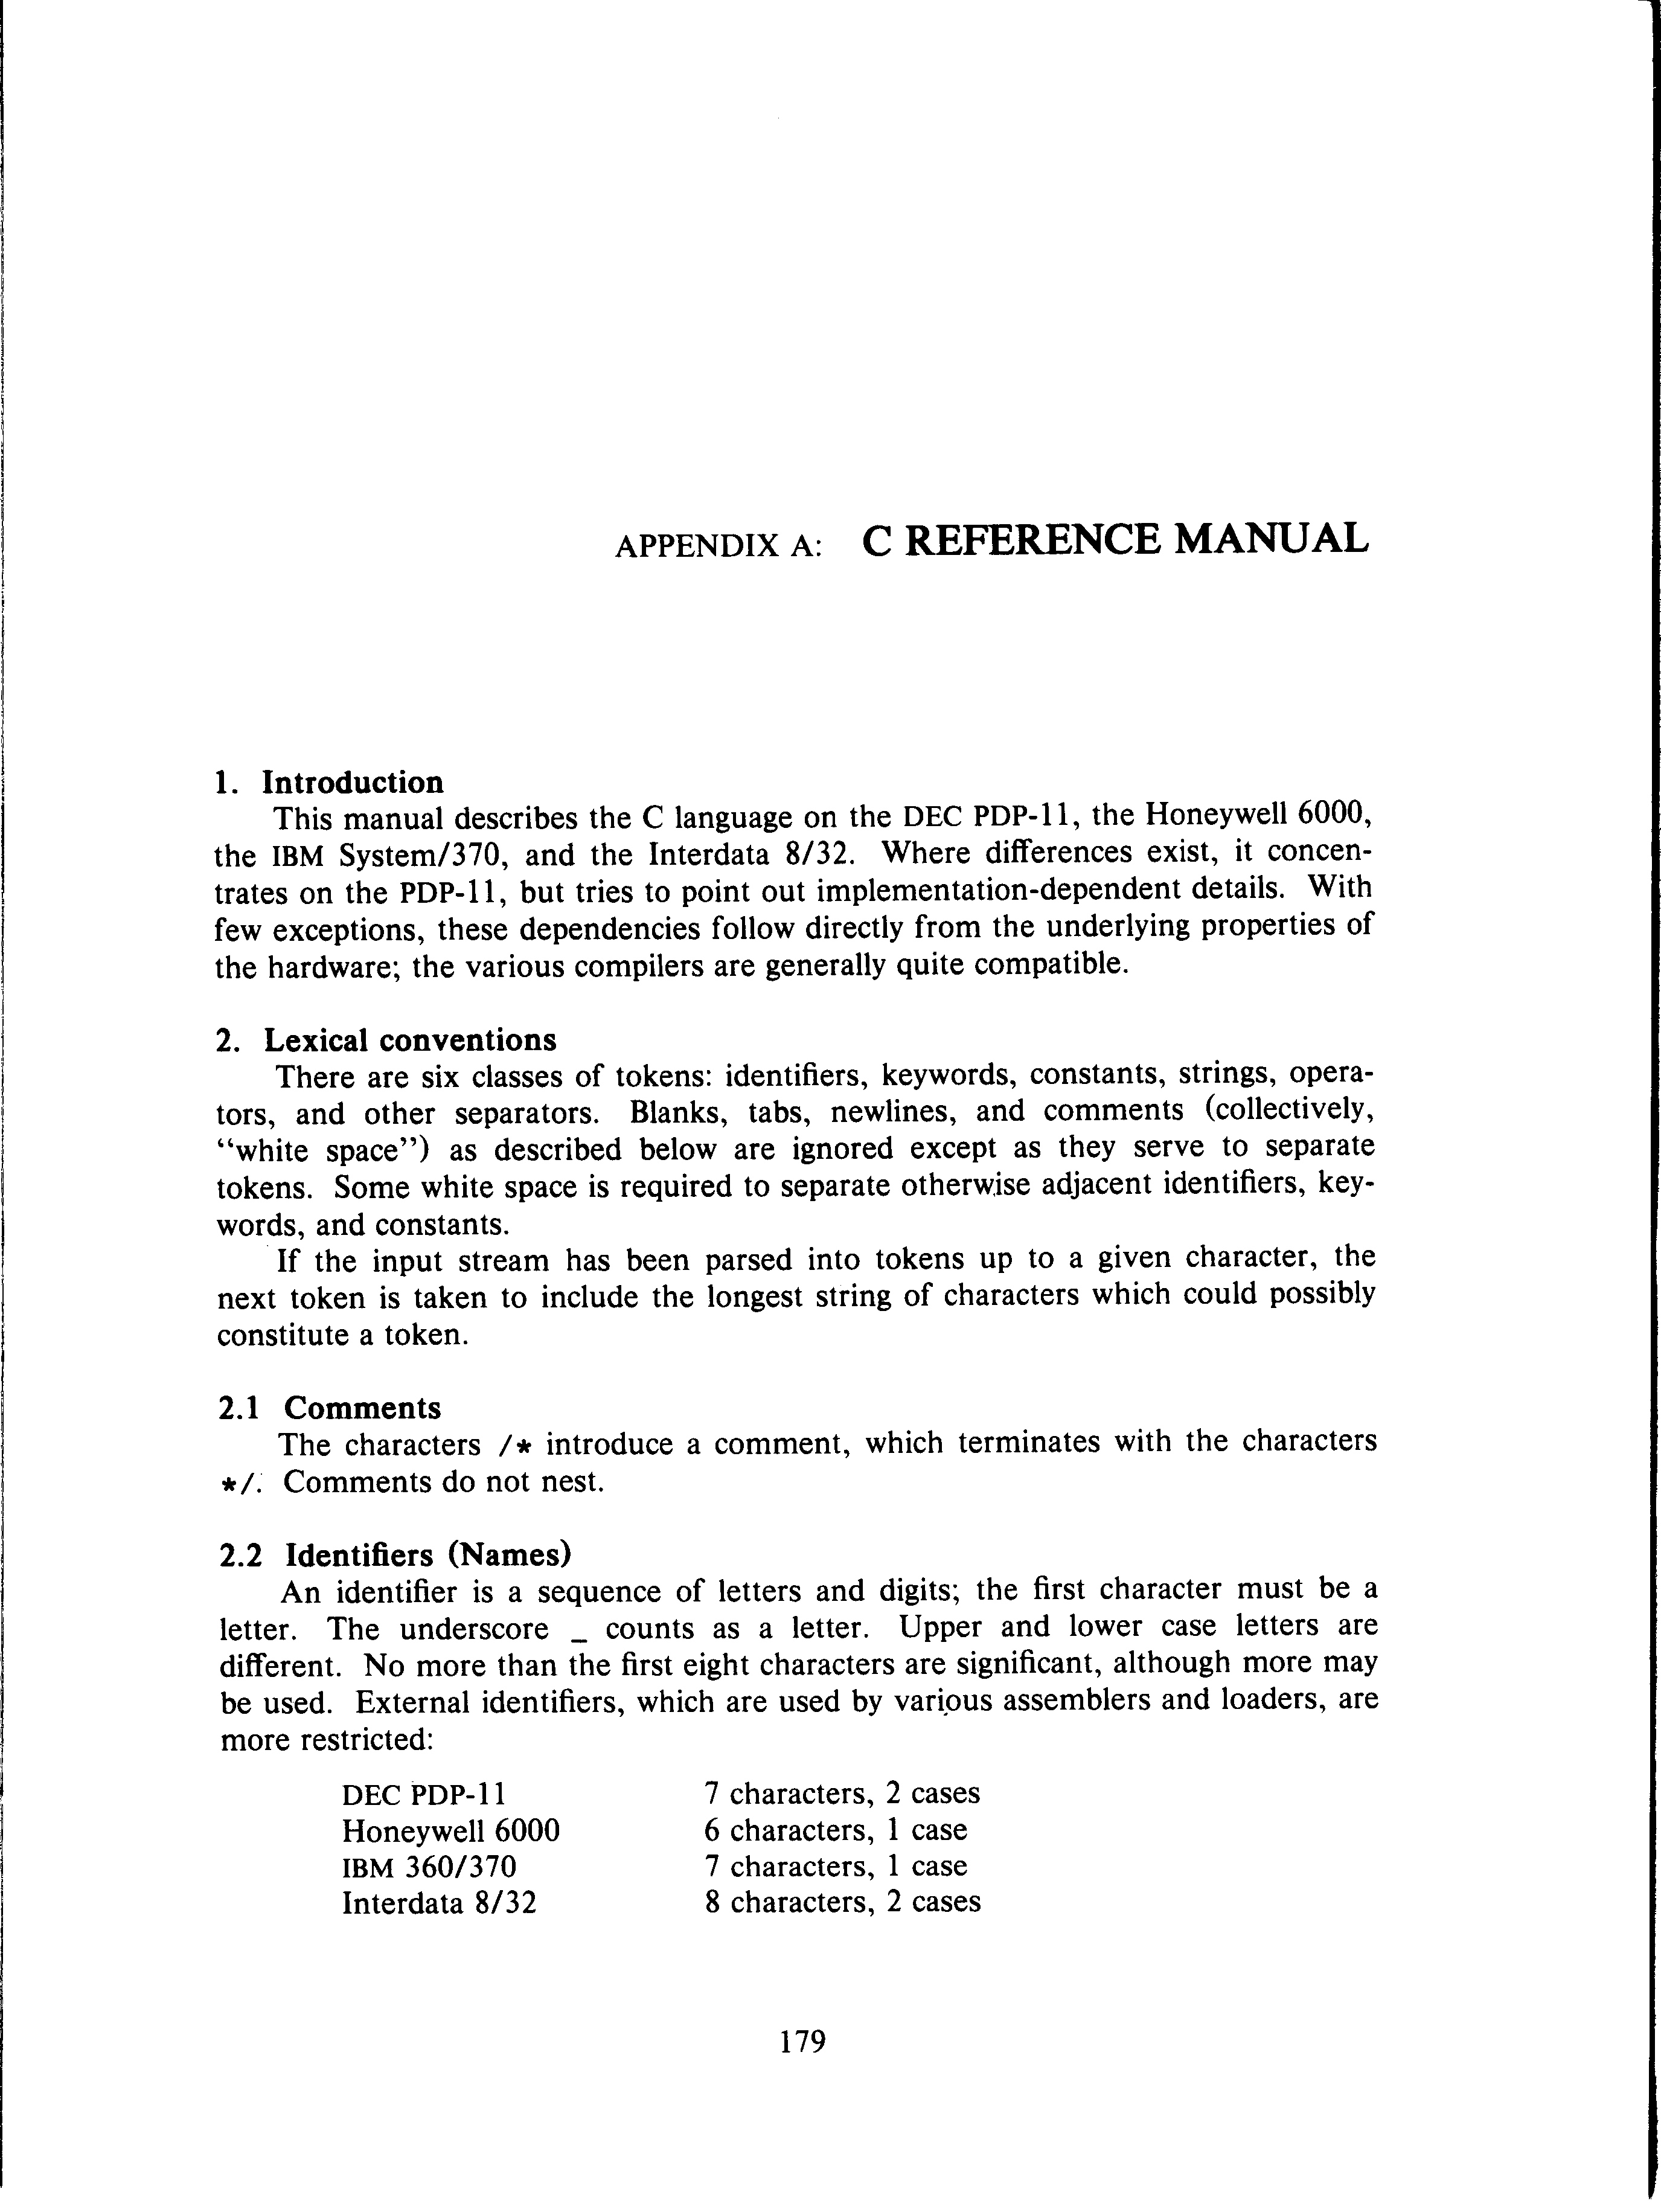 APPENDIX A: C REFERENCE MANUAL
1. Introduction
This manual describes the C language on the DEC PDP-11, the Honeywell 6000,
the IBM System/370, and the Interdata 8/32. Where differences exist, it concen-
trates on the PDP-11, but tries to point out implementation-dependent details. With
few exceptions, these dependencies follow directly from the underlying properties of
the hardware; the various compilers are generally quite compatible.
2. Lexical conventions
There are six classes of tokens: identifiers, keywords, constants, strings, opera-
tors, and other separators. Blanks, tabs, newlines, and comments (collectively,
“white space”) as described below are ignored except as they serve to separate
tokens. Some white space is required to separate otherwise adjacent identifiers, key-
words, and constants.
If the input stream has been parsed into tokens up to a given character, the
next token is taken to include the longest string of characters which could possibly
constitute a token.
2.1 Comments
The characters /* introduce a comment, which terminates with the characters
*/. Comments do not nest.
2.2 Identifiers (Names)
An identifier is a sequence of letters and digits; the first character must be a
letter. The underscore _ counts as a letter. Upper and lower case letters are
different. No more than the first eight characters are significant, although more may
be used. External identifiers, which are used by various assemblers and loaders, are
more restricted:
DEC PDP-11 7 characters, 2 cases
Honeywell 6000 6 characters, 1 case
IBM 360/370 7 characters, 1 case
Interdata 8/32 8 characters, 2 cases
179